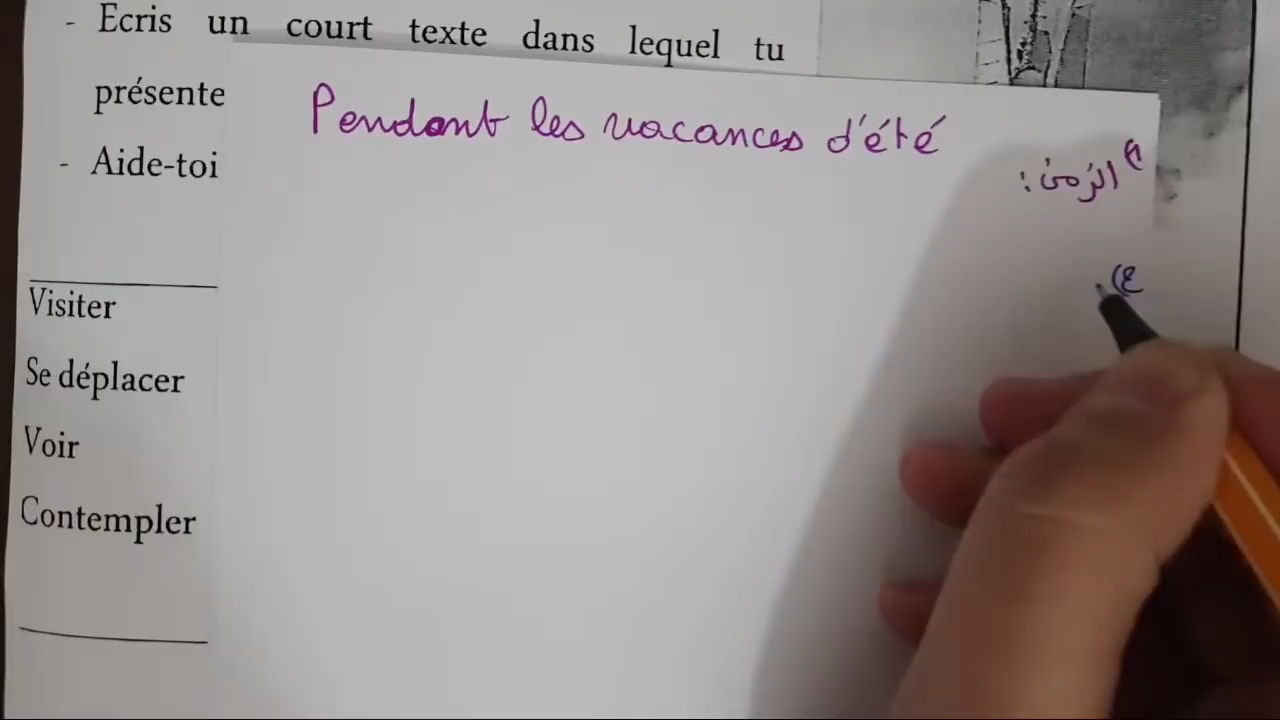 - Ecris un court texte dans lequel tu
présente
- Aide-toi
Pendant les vacances d'été
الزمن:
Visiter
Se déplacer
Voir
Contempler